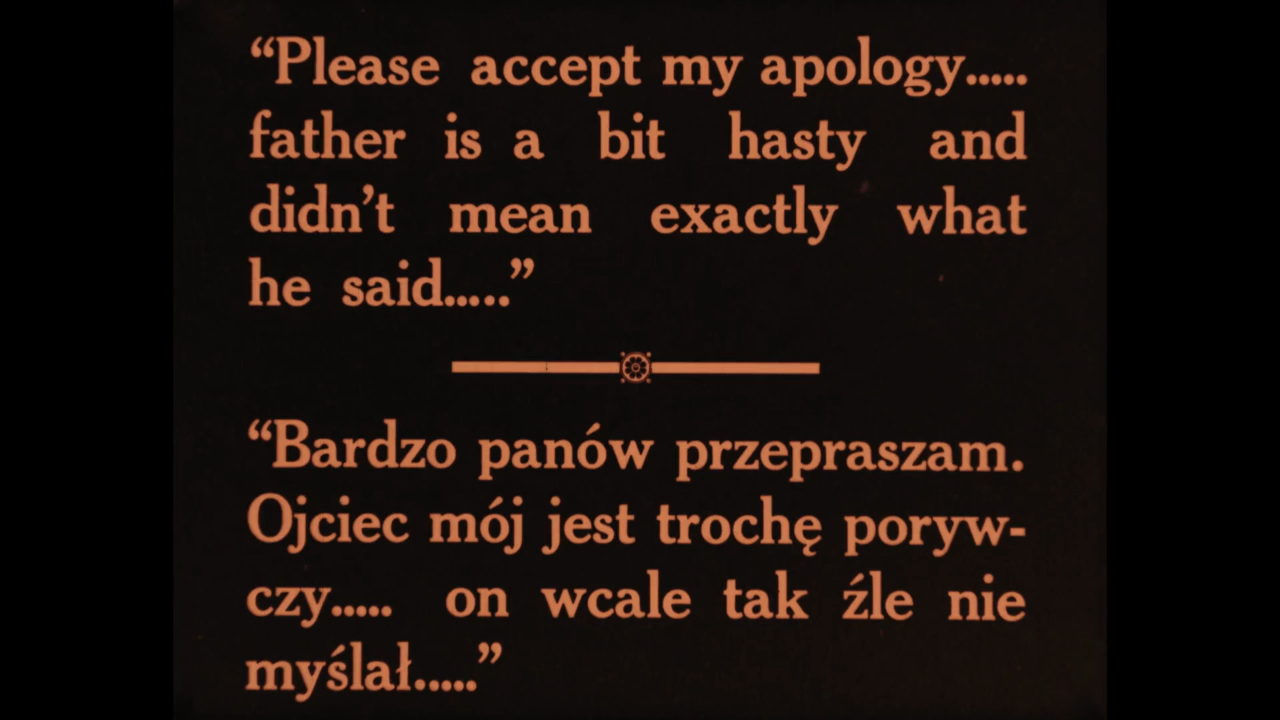 “Please accept my apology.....
father is a bit hasty and
didn’t mean exactly what
he said.....”
“Bardzo panów przepraszam.
Ojciec mój jest trochę poryw-
czy..... on wcale tak źle nie
myślał.....”